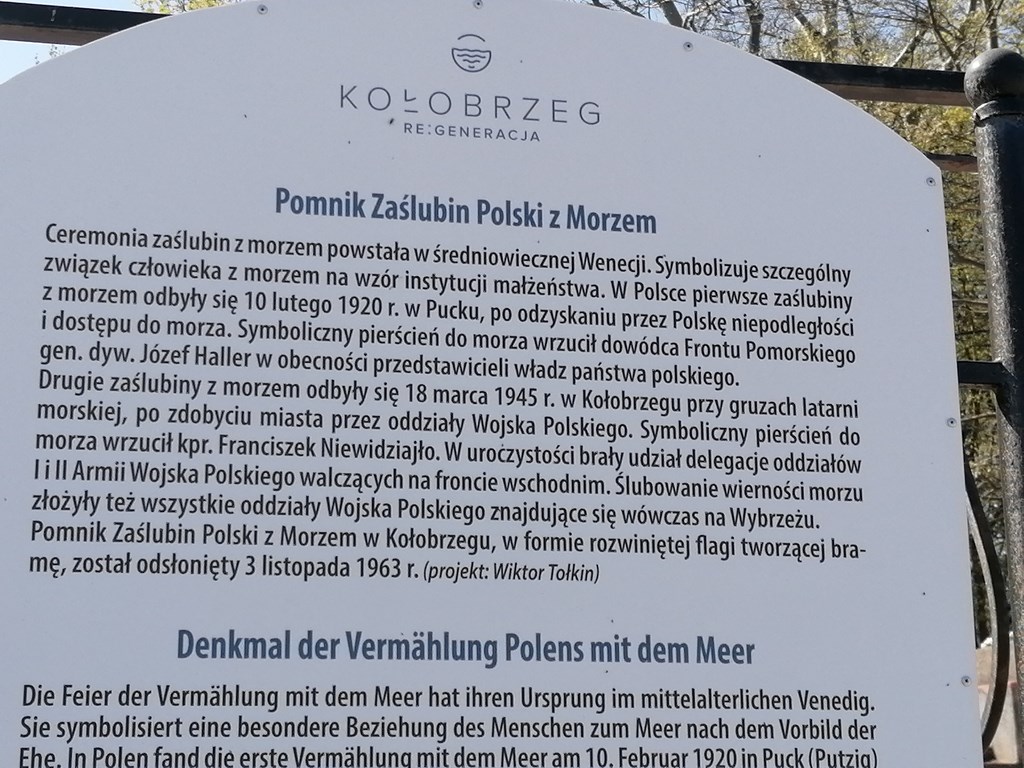 KOŁOBRZEG
RE:GENERACJA
Pomnik Zaślubin Polski z Morzem
Ceremonia zaślubin z morzem powstała w średniowiecznej Wenecji. Symbolizuje szczególny
związek człowieka z morzem na wzór instytucji małżeństwa. W Polsce pierwsze zaślubiny
z morzem odbyły się 10 lutego 1920 r. w Pucku, po odzyskaniu przez Polskę niepodległości
i dostępu do morza. Symboliczny pierścień do morza wrzucił dowódca Frontu Pomorskiego
gen. dyw. Józef Haller w obecności przedstawicieli władz państwa polskiego.
Drugie zaślubiny z morzem odbyły się 18 marca 1945 r. w Kołobrzegu przy gruzach latarni
morskiej, po zdobyciu miasta przez oddziały Wojska Polskiego. Symboliczny pierścień do
morza wrzucił kpr. Franciszek Niewidziajło. W uroczystości brały udział delegacje oddziałów
I i II Armii Wojska Polskiego walczących na froncie wschodnim. Ślubowanie wierności morzu
złożyły też wszystkie oddziały Wojska Polskiego znajdujące się wówczas na Wybrzeżu.
Pomnik Zaślubin Polski z Morzem w Kołobrzegu, w formie rozwiniętej flagi tworzącej bra-
mę, został odsłonięty 3 listopada 1963 r. (projekt: Wiktor Tołkin)
Denkmal der Vermählung Polens mit dem Meer
Die Feier der Vermählung mit dem Meer hat ihren Ursprung im mittelalterlichen Venedig.
Sie symbolisiert eine besondere Beziehung des Menschen zum Meer nach dem Vorbild der
Ehe. In Polen fand die erste Vermählung mit dem Meer am 10. Februar 1920 in Puck (Putzig)